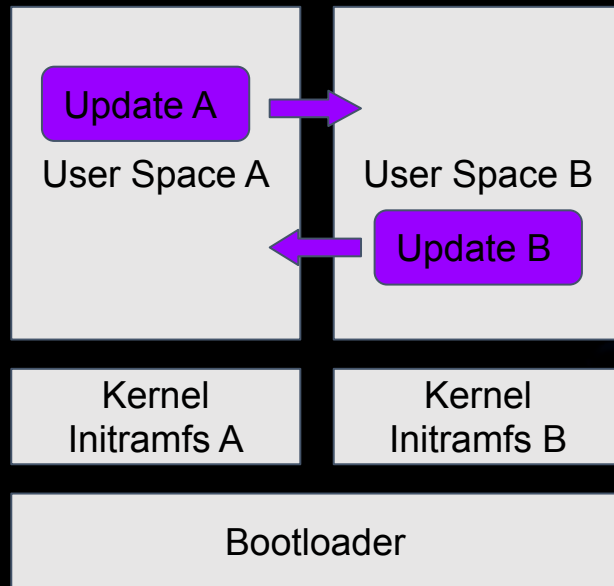 Update A
User Space A
User Space B
Update B
Kernel
Initramfs A
Kernel
Initramfs B
Bootloader